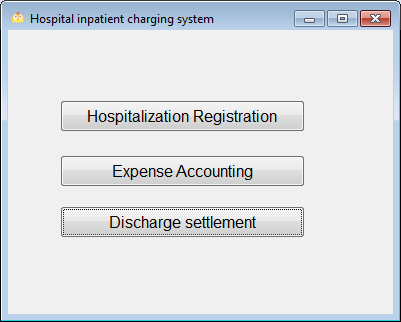 Hospital inpatient charging system
Hospitalization Registration
Expense Accounting
Discharge settlement